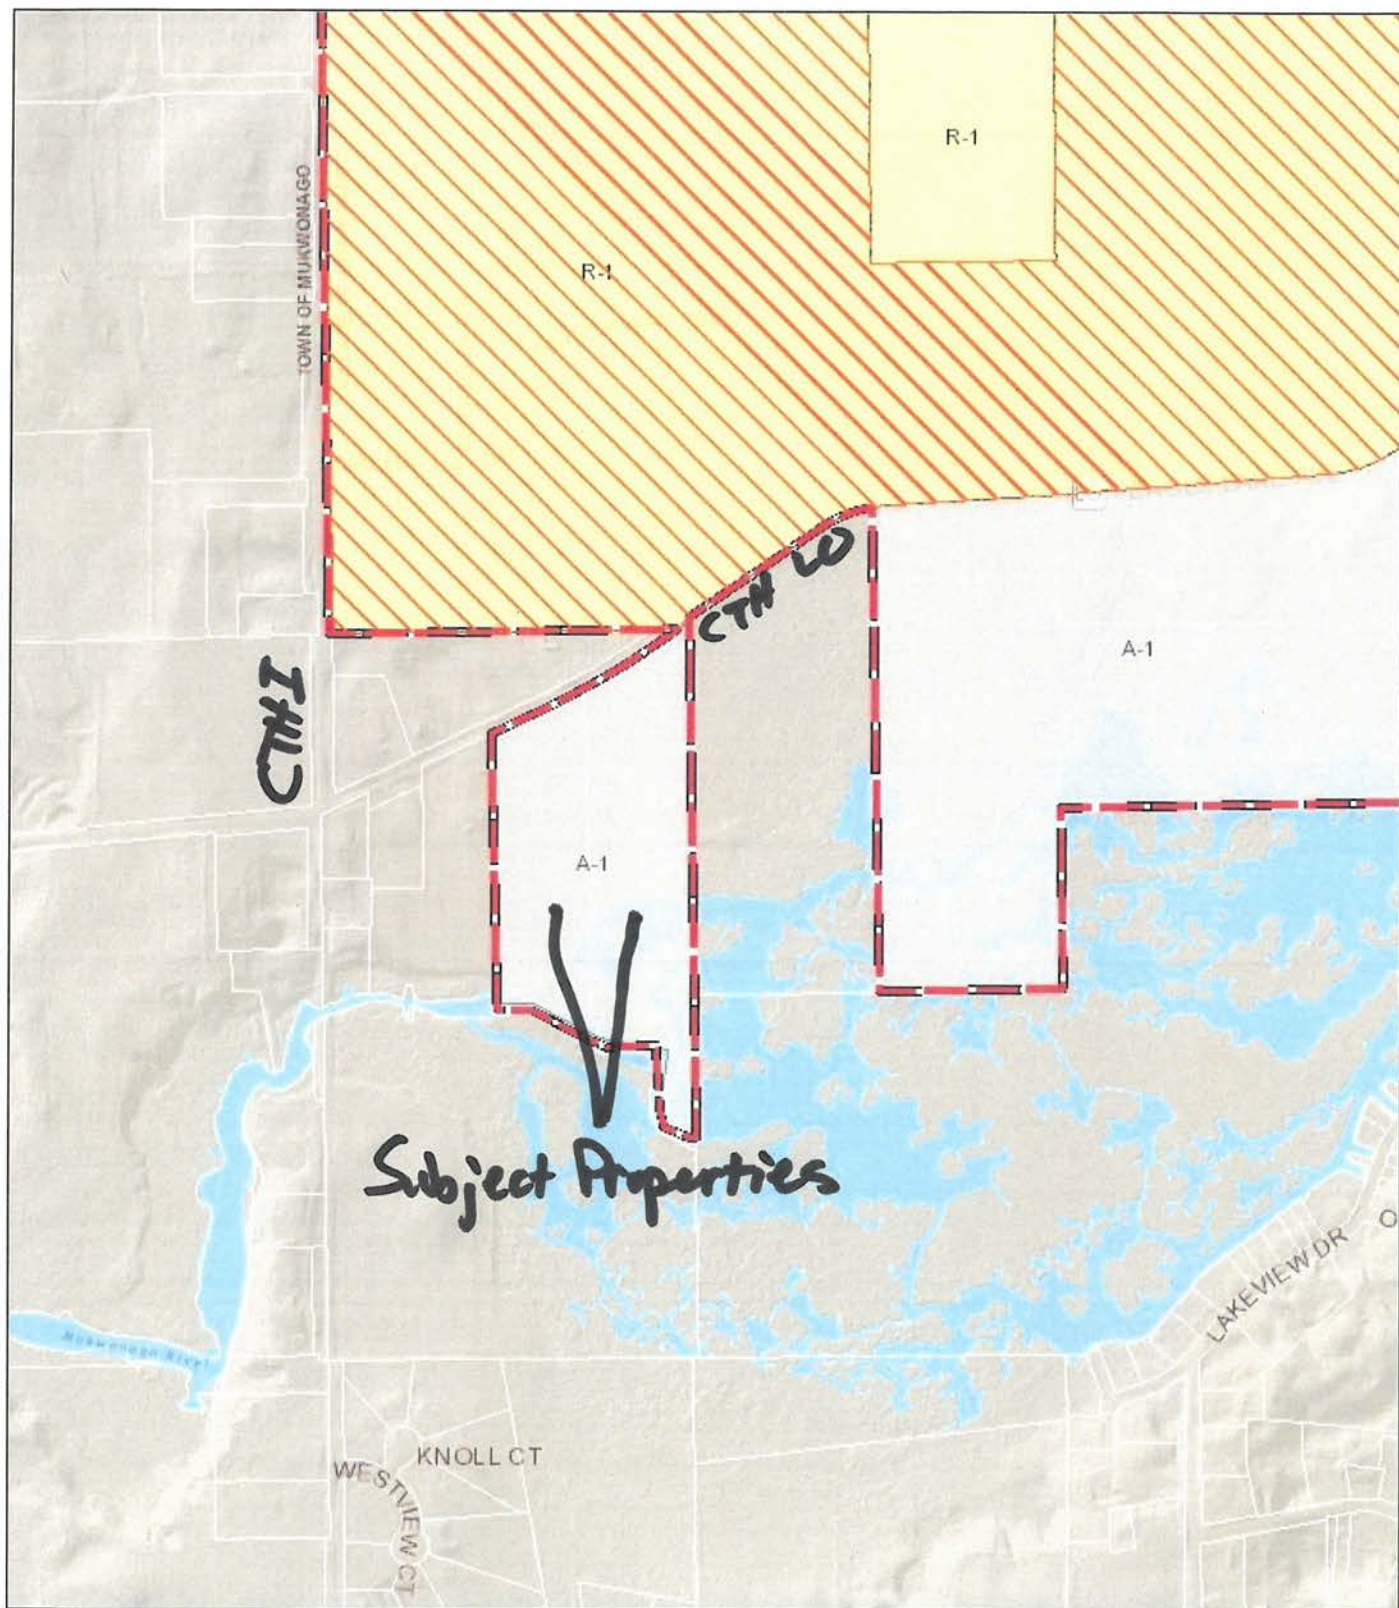 R-1
TOWN OF MUKWONAGO
R-1
CTH LO
A-1
CTH I
A-1
Subject Properties
LAKEVIEW DR
O
Mukwonago River
KNOLL CT
WESTVIEW CT